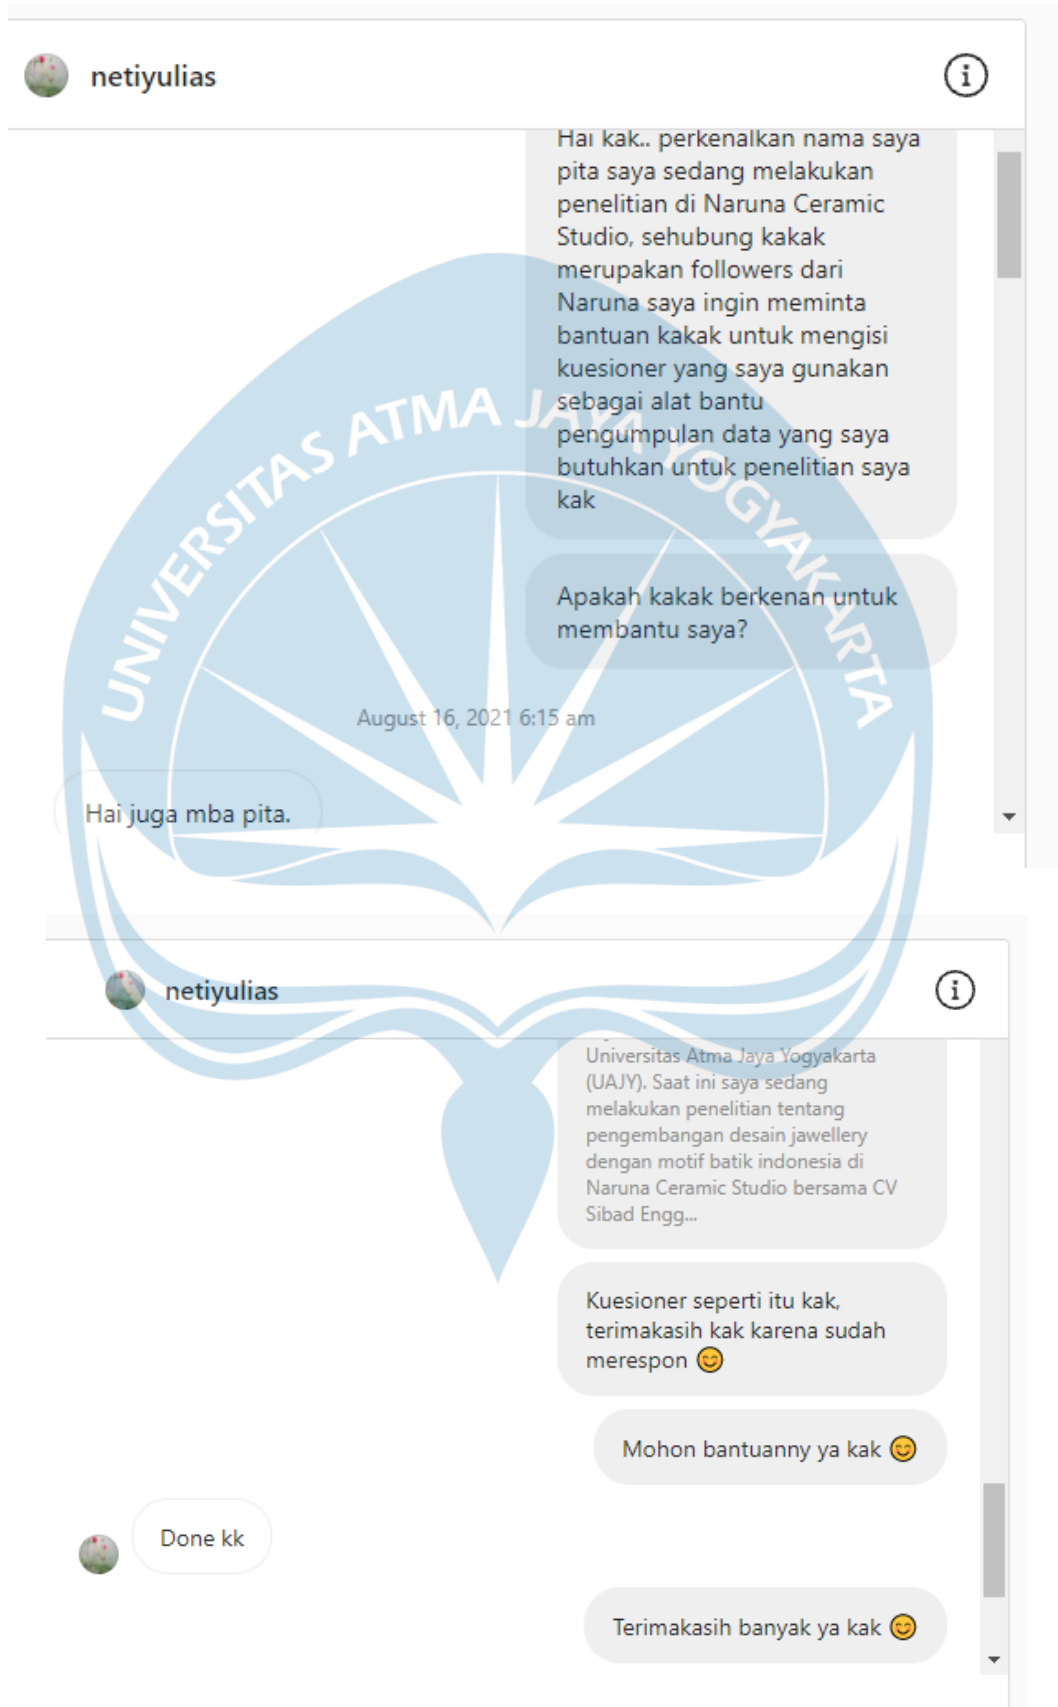 netiyulias
Hai kak.. perkenalkan nama saya
pita saya sedang melakukan
penelitian di Naruna Ceramic
Studio, sehubung kakak
merupakan followers dari
Naruna saya ingin meminta
bantuan kakak untuk mengisi
kuesioner yang saya gunakan
sebagai alat bantu
pengumpulan data yang saya
butuhkan untuk penelitian saya
kak
Apakah kakak berkenan untuk
membantu saya?
August 16, 2021 6:15 am
Hai juga mba pita.
UNIVERSITAS ATMA JAYA YOGYAKARTA
netiyulias
Universitas Atma Jaya Yogyakarta
(UAJY). Saat ini saya sedang
melakukan penelitian tentang
pengembangan desain jawellery
dengan motif batik indonesia di
Naruna Ceramic Studio bersama CV
Sibad Engg...
Kuesioner seperti itu kak,
terimakasih kak karena sudah
merespon 😊
Mohon bantuanny ya kak 😊
Done kk
Terimakasih banyak ya kak 😊